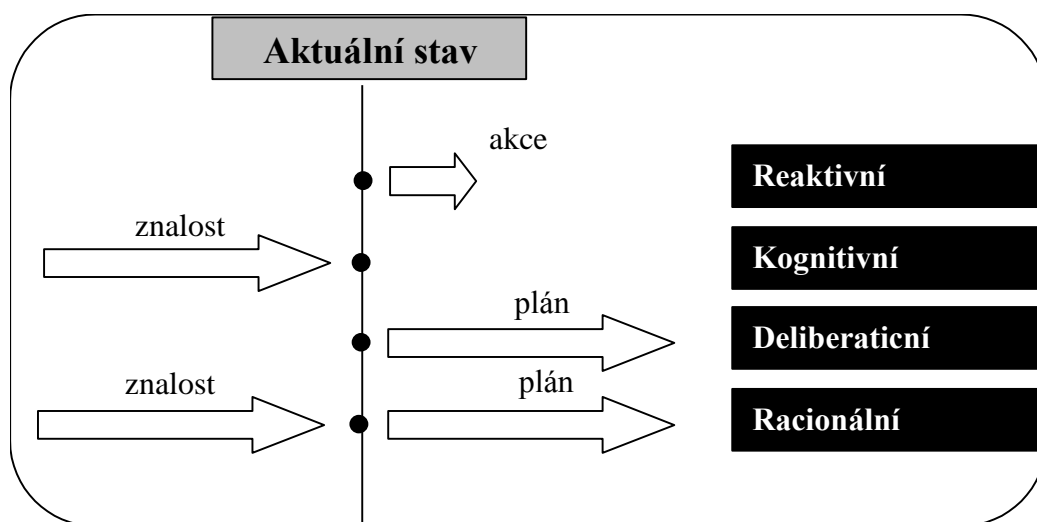 Aktuální stav
akce
Reaktivní
znalost
Kognitivní
plán
Deliberaticní
znalost
plán
Racionální